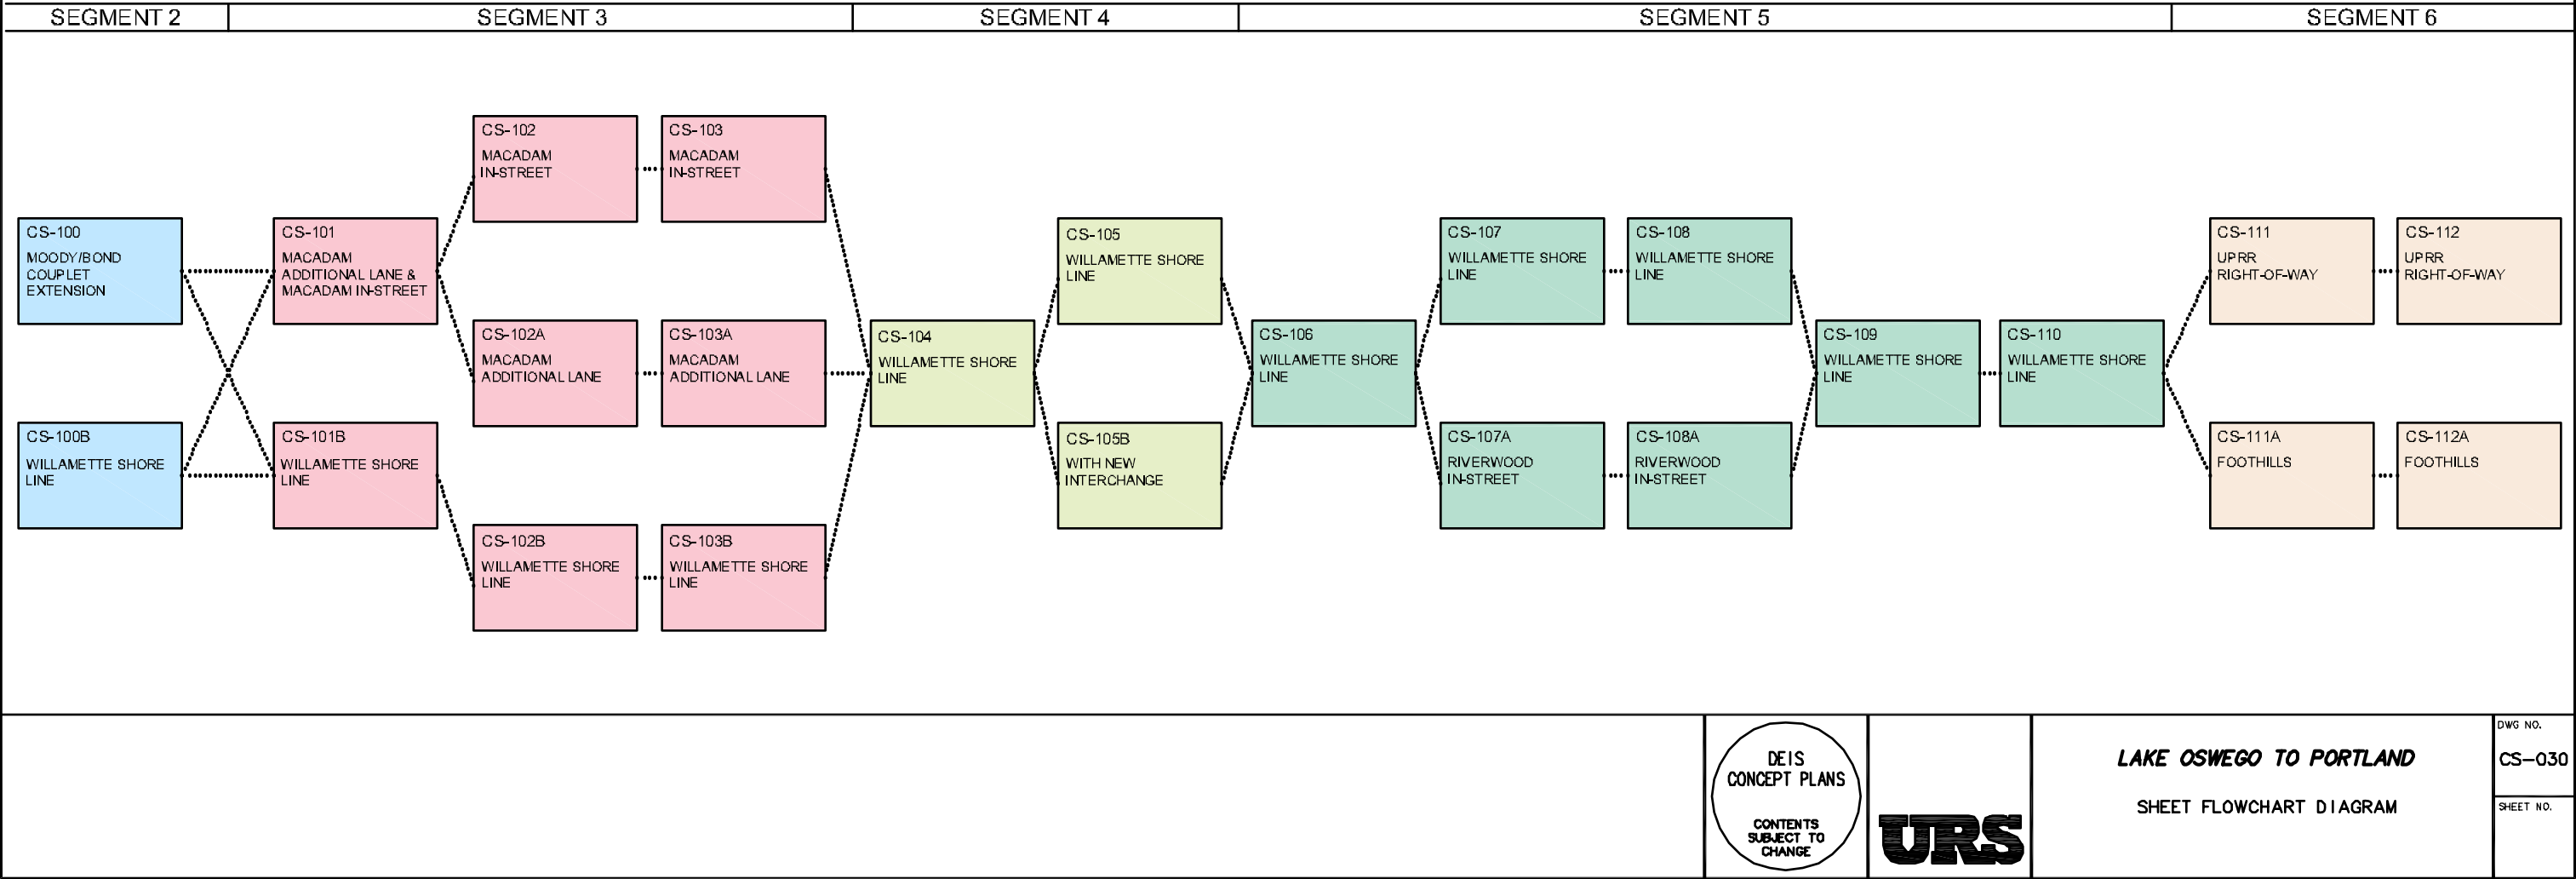 SEGMENT 2
SEGMENT 3
SEGMENT 4
SEGMENT 5
SEGMENT 6
CS-100
MOODY/BOND
COUPLET
EXTENSION
CS-100B
WILLAMETTE SHORE
LINE
CS-101
MACADAM
ADDITIONAL LANE &
MACADAM IN-STREET
CS-101B
WILLAMETTE SHORE
LINE
CS-102
MACADAM
IN-STREET
CS-103
MACADAM
IN-STREET
CS-102A
MACADAM
ADDITIONAL LANE
CS-103A
MACADAM
ADDITIONAL LANE
CS-102B
WILLAMETTE SHORE
LINE
CS-103B
WILLAMETTE SHORE
LINE
CS-104
WILLAMETTE SHORE
LINE
CS-105
WILLAMETTE SHORE
LINE
CS-105B
WITH NEW
INTERCHANGE
CS-106
WILLAMETTE SHORE
LINE
CS-107
WILLAMETTE SHORE
LINE
CS-108
WILLAMETTE SHORE
LINE
CS-107A
RIVERWOOD
IN-STREET
CS-108A
RIVERWOOD
IN-STREET
CS-109
WILLAMETTE SHORE
LINE
CS-110
WILLAMETTE SHORE
LINE
CS-111
UPRR
RIGHT-OF-WAY
CS-112
UPRR
RIGHT-OF-WAY
CS-111A
FOOTHILLS
CS-112A
FOOTHILLS
DEIS
CONCEPT PLANS
CONTENTS
SUBJECT TO
CHANGE
URS
LAKE OSWEGO TO PORTLAND
SHEET FLOWCHART DIAGRAM
DWG NO.
CS-030
SHEET NO.